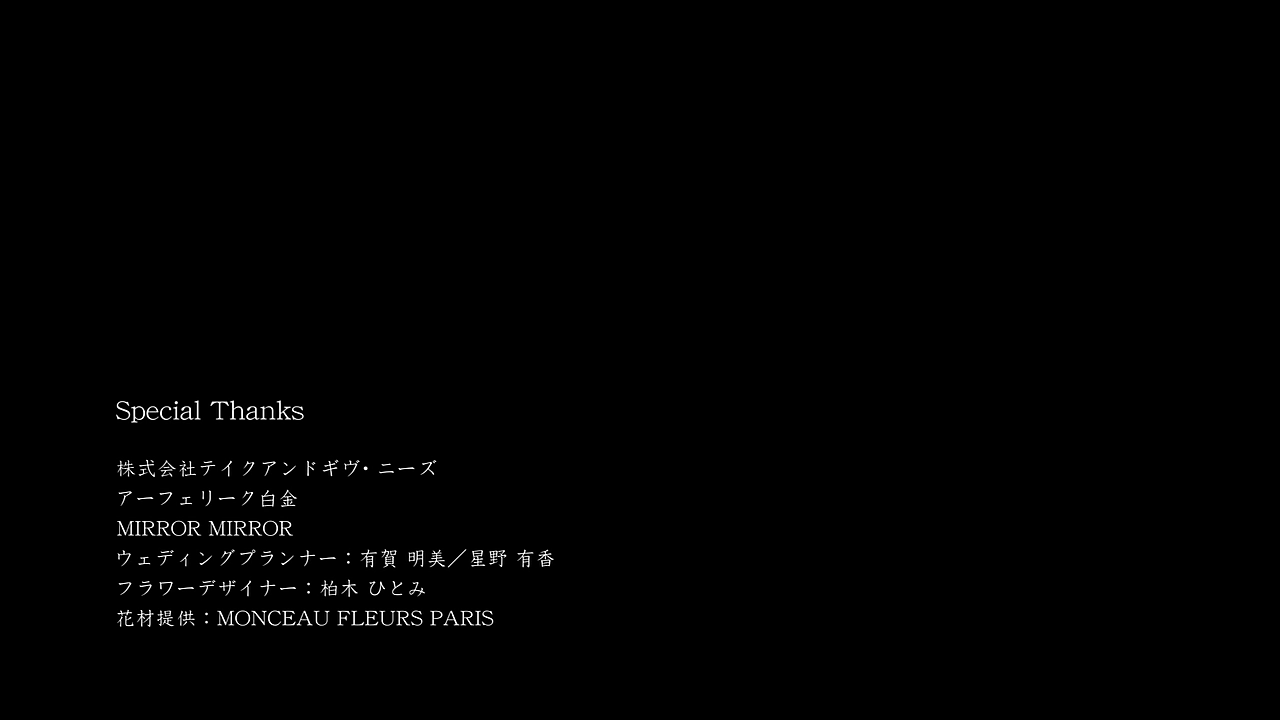 Special Thanks
株式会社テイクアンドギヴ・ニーズ
アーフェリーク白金
MIRROR MIRROR
ウェディングプランナー：有賀 明美／星野 有香
フラワーデザイナー：柏木 ひとみ
花材提供：MONCEAU FLEURS PARIS